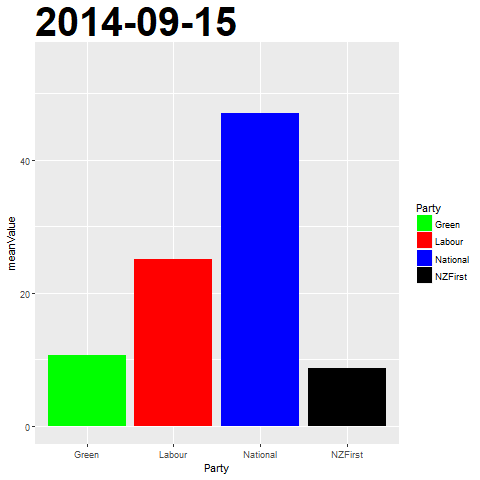 2014-09-15
meanValue
40
20
0
Green Labour National NZFirst
Party
Party
Green
Labour
National
NZFirst